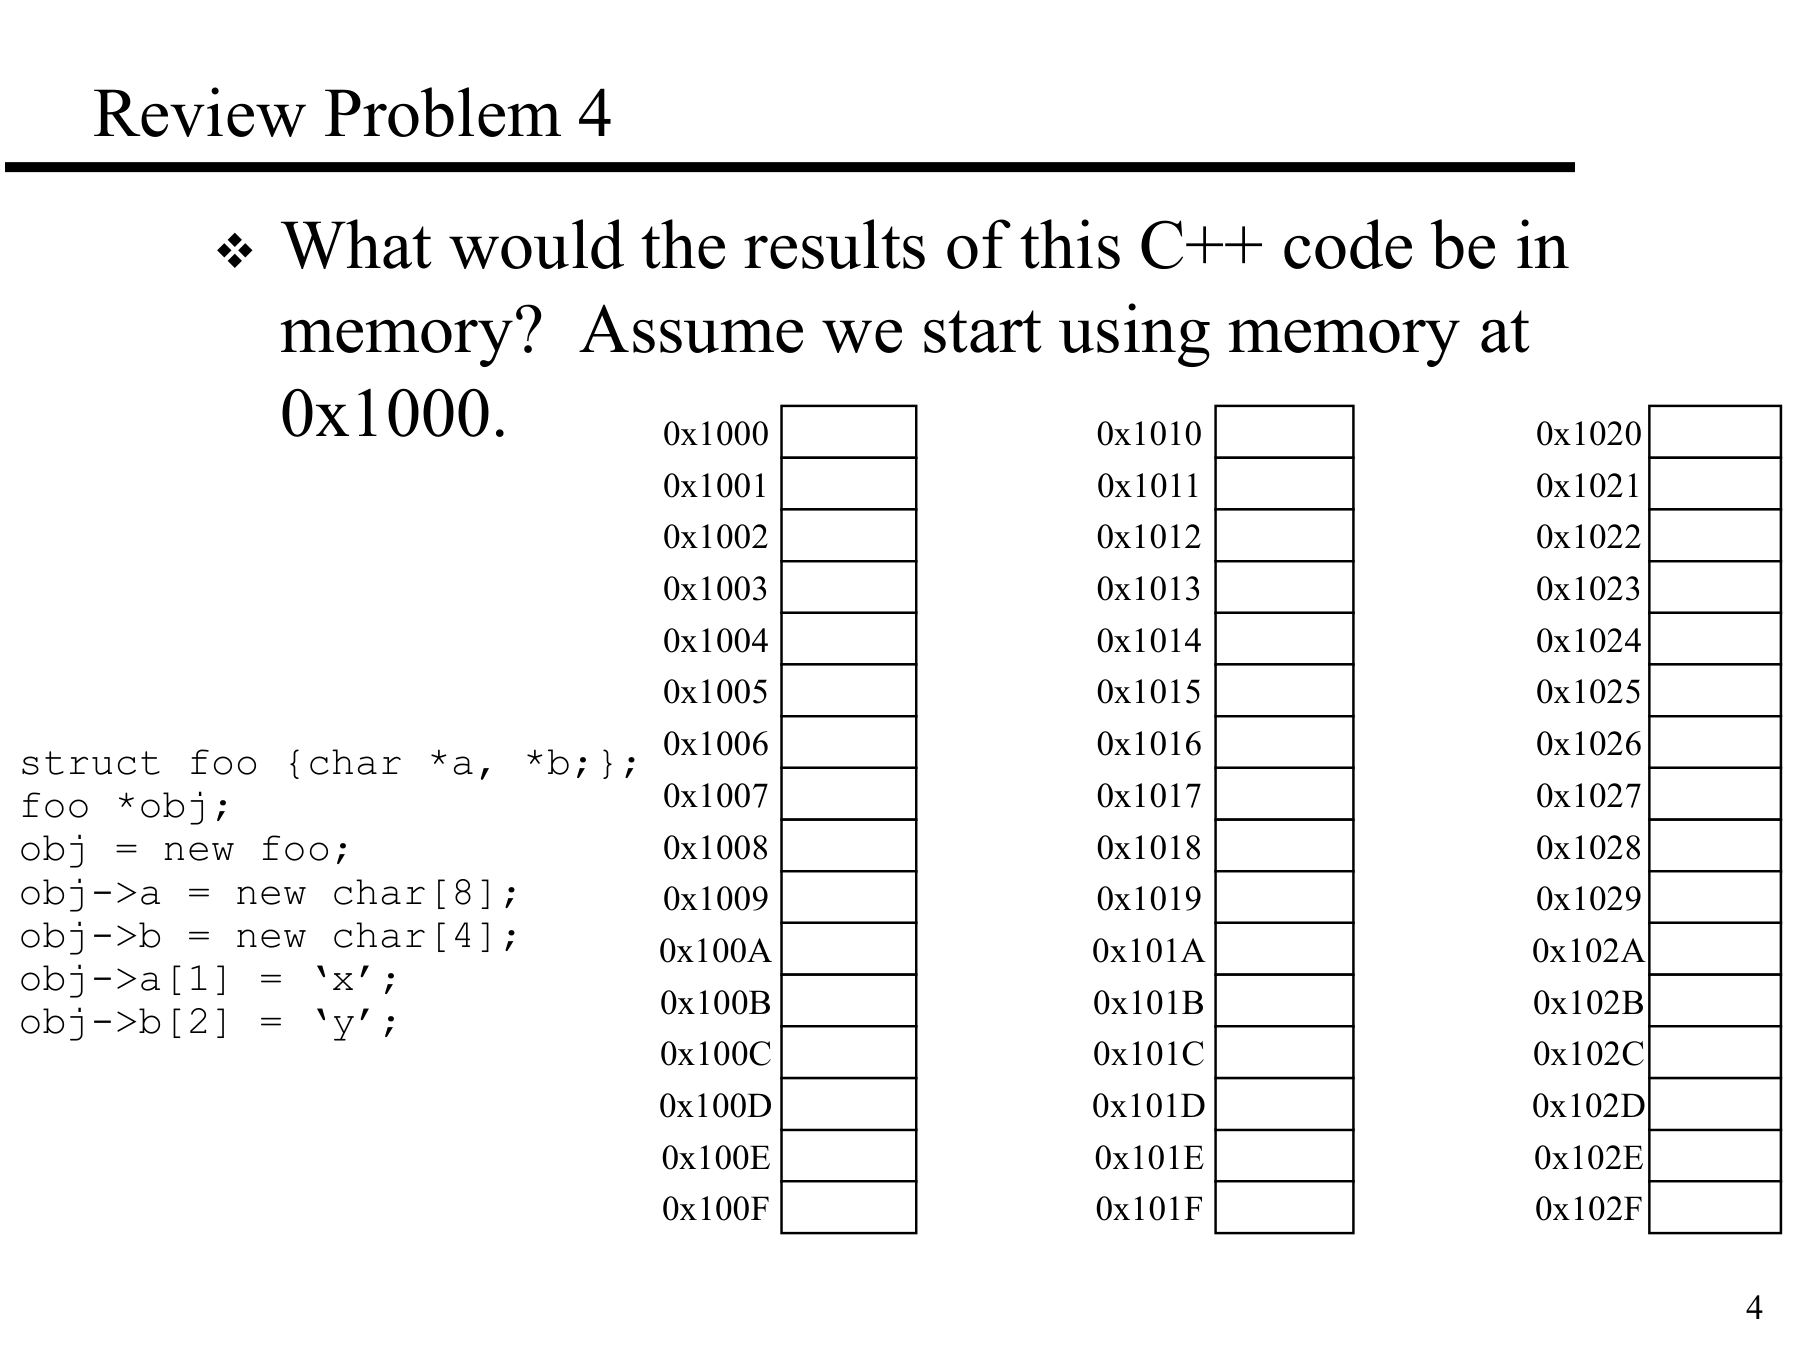 Review Problem 4
❖ What would the results of this C++ code be in
memory? Assume we start using memory at
0x1000.
struct foo {char *a, *b;};
foo *obj;
obj = new foo;
obj->a = new char[8];
obj->b = new char[4];
obj->a[1] = ‘x’;
obj->b[2] = ‘y’;
0x1000
0x1001
0x1002
0x1003
0x1004
0x1005
0x1006
0x1007
0x1008
0x1009
0x100A
0x100B
0x100C
0x100D
0x100E
0x100F
0x1010
0x1011
0x1012
0x1013
0x1014
0x1015
0x1016
0x1017
0x1018
0x1019
0x101A
0x101B
0x101C
0x101D
0x101E
0x101F
0x1020
0x1021
0x1022
0x1023
0x1024
0x1025
0x1026
0x1027
0x1028
0x1029
0x102A
0x102B
0x102C
0x102D
0x102E
0x102F
4